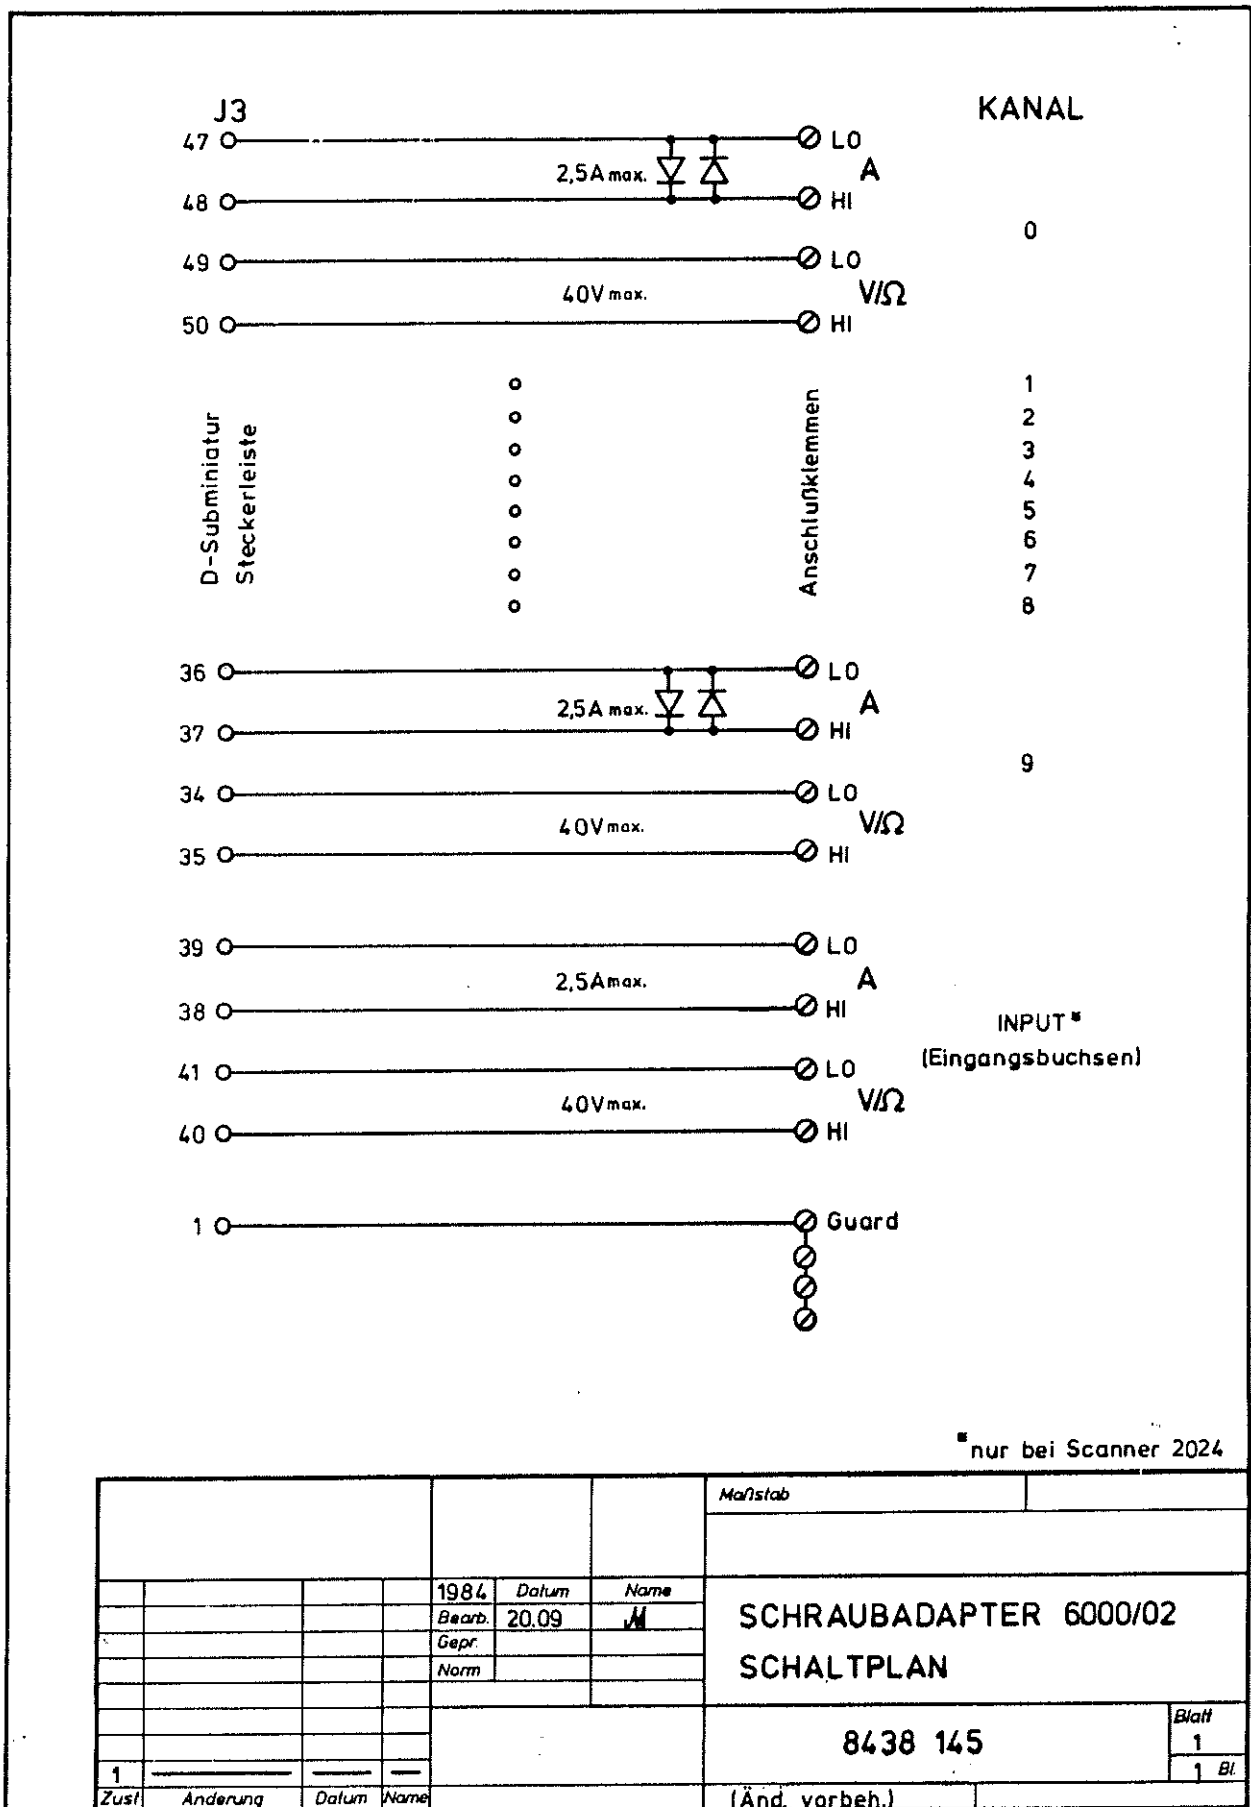 J3
KANAL
47
LO
2,5A max.
A
48
HI
0
49
LO
40V max.
V/Ω
50
HI
D-Subminiatur
Steckerleiste
Anschlußklemmen
1
2
3
4
5
6
7
8
36
LO
2,5A max.
A
37
HI
9
34
LO
40V max.
V/Ω
35
HI
39
LO
2,5A max.
A
38
HI
INPUT*
(Eingangsbuchsen)
41
LO
40V max.
V/Ω
40
HI
1
Guard
*nur bei Scanner 2024
Maßstab
1984 Datum Name
Bearb. 20.09
Gepr.
Norm
SCHRAUBADAPTER 6000/02
SCHALTPLAN
8438 145
Blatt
1
1 Bl.
1
Zust Änderung Datum Name
(Änd. vorbeh.)